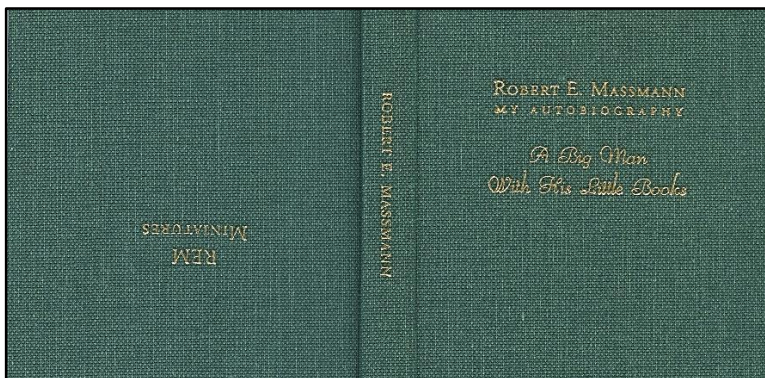 ROBERT E. MASSMANN
MY AUTOBIOGRAPHY
A Big Man
With His Little Books
ROBERT E. MASSMANN
REM
MINIATURES